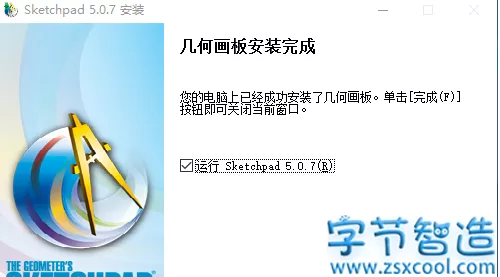 Sketchpad 5.0.7 安装
几何画板安装完成
您的电脑上已经成功安装了几何画板。单击[完成(F)]
按钮即可关闭当前窗口。
运行 Sketchpad 5.0.7(R)
THE GEOMETER'S
SKETCHPAD
字节智造
www.zsxcool.com